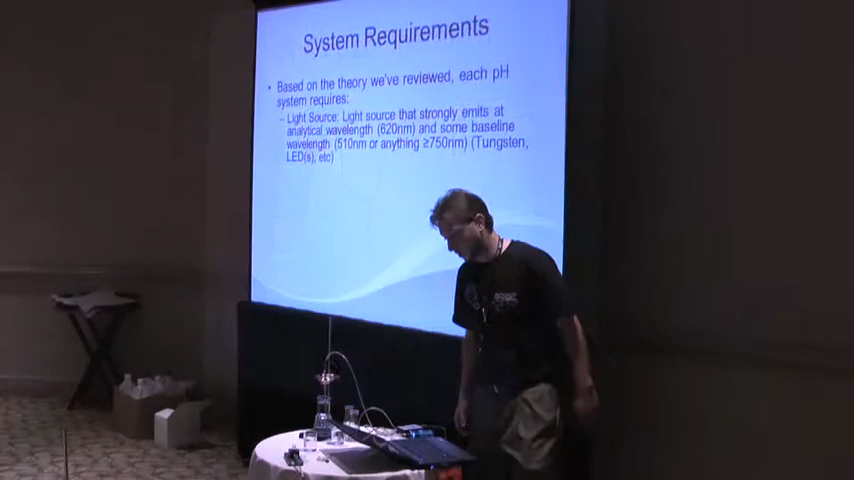 System Requirements
• Based on the theory we've reviewed, each pH
system requires:
– Light Source: Light source that strongly emits at
analytical wavelength (620nm) and some baseline
wavelength (510nm or anything ≥750nm) (Tungsten,
LED(s), etc)